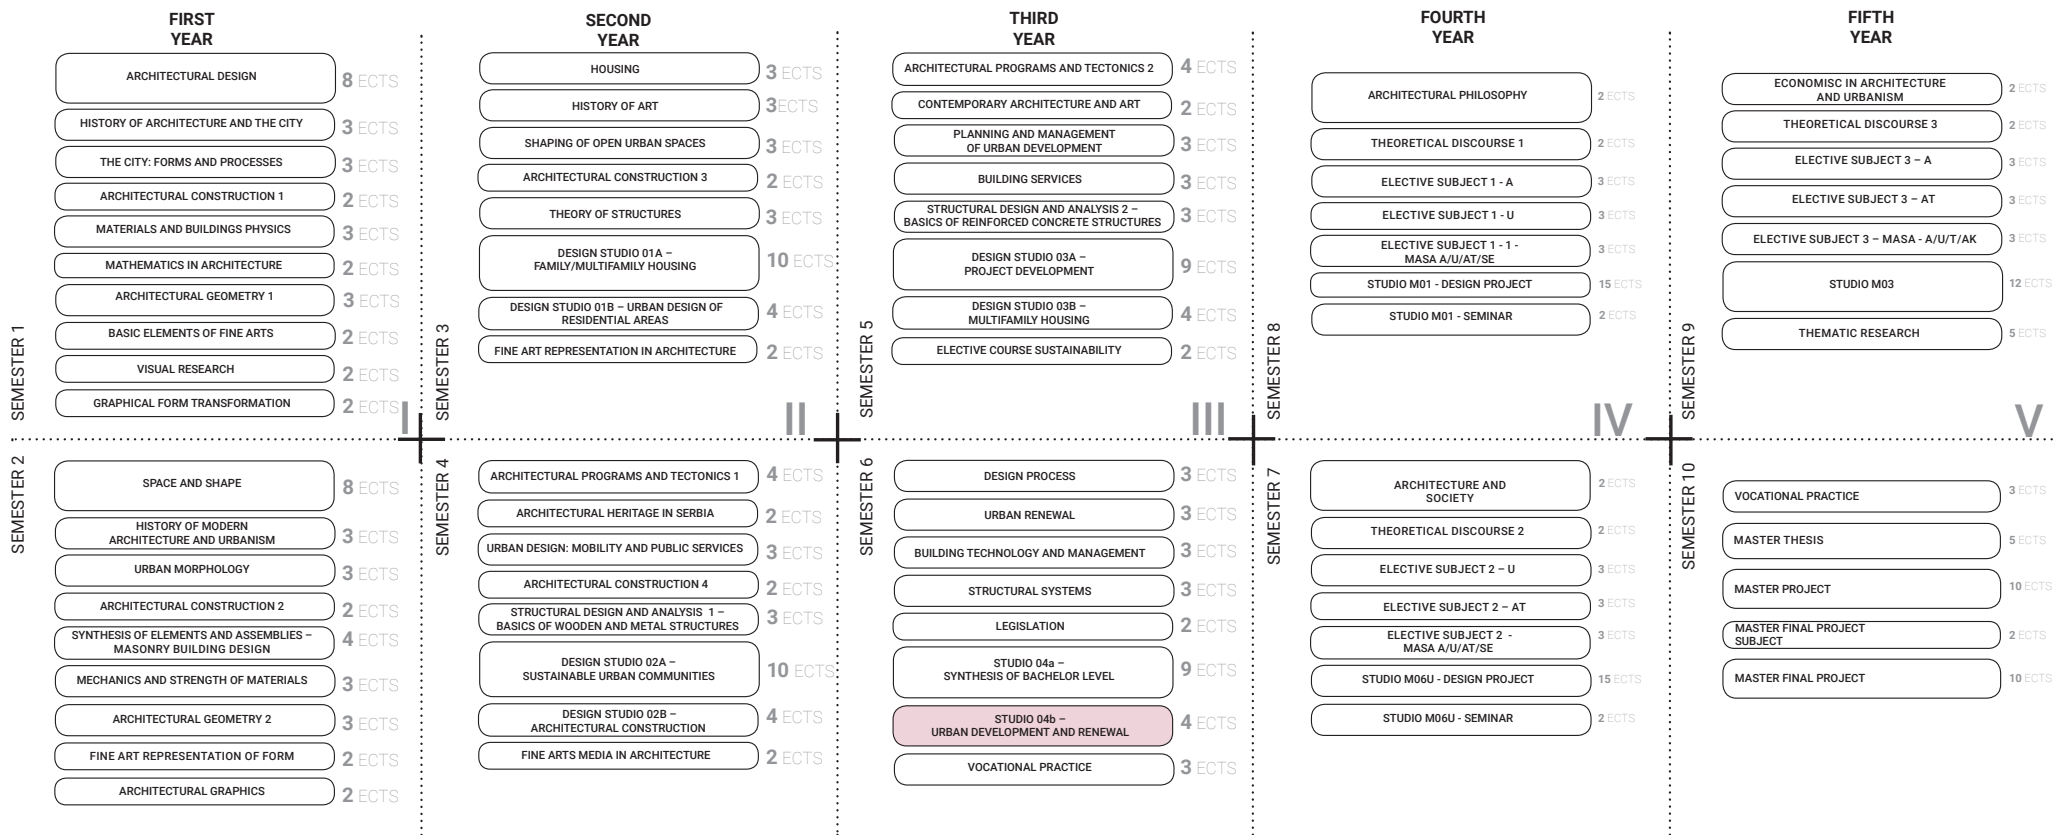 FIRST
YEAR
ARCHITECTURAL DESIGN
8 ECTS
HISTORY OF ARCHITECTURE AND THE CITY
3 ECTS
THE CITY: FORMS AND PROCESSES
3 ECTS
ARCHITECTURAL CONSTRUCTION 1
2 ECTS
MATERIALS AND BUILDINGS PHYSICS
3 ECTS
MATHEMATICS IN ARCHITECTURE
2 ECTS
ARCHITECTURAL GEOMETRY 1
3 ECTS
BASIC ELEMENTS OF FINE ARTS
2 ECTS
VISUAL RESEARCH
2 ECTS
GRAPHICAL FORM TRANSFORMATION
2 ECTS
SEMESTER 1
I
SEMESTER 2
SPACE AND SHAPE
8 ECTS
HISTORY OF MODERN
ARCHITECTURE AND URBANISM
3 ECTS
URBAN MORPHOLOGY
3 ECTS
ARCHITECTURAL CONSTRUCTION 2
2 ECTS
SYNTHESIS OF ELEMENTS AND ASSEMBLIES –
MASONRY BUILDING DESIGN
4 ECTS
MECHANICS AND STRENGTH OF MATERIALS
3 ECTS
ARCHITECTURAL GEOMETRY 2
3 ECTS
FINE ART REPRESENTATION OF FORM
2 ECTS
ARCHITECTURAL GRAPHICS
2 ECTS
SECOND
YEAR
HOUSING
3 ECTS
HISTORY OF ART
3ECTS
SHAPING OF OPEN URBAN SPACES
3 ECTS
ARCHITECTURAL CONSTRUCTION 3
2 ECTS
THEORY OF STRUCTURES
3 ECTS
DESIGN STUDIO 01A –
FAMILY/MULTIFAMILY HOUSING
10 ECTS
DESIGN STUDIO 01B – URBAN DESIGN OF
RESIDENTIAL AREAS
4 ECTS
FINE ART REPRESENTATION IN ARCHITECTURE
2 ECTS
SEMESTER 3
II
SEMESTER 4
ARCHITECTURAL PROGRAMS AND TECTONICS 1
4 ECTS
ARCHITECTURAL HERITAGE IN SERBIA
2 ECTS
URBAN DESIGN: MOBILITY AND PUBLIC SERVICES
3 ECTS
ARCHITECTURAL CONSTRUCTION 4
2 ECTS
STRUCTURAL DESIGN AND ANALYSIS 1 –
BASICS OF WOODEN AND METAL STRUCTURES
3 ECTS
DESIGN STUDIO 02A –
SUSTAINABLE URBAN COMMUNITIES
10 ECTS
DESIGN STUDIO 02B –
ARCHITECTURAL CONSTRUCTION
4 ECTS
FINE ARTS MEDIA IN ARCHITECTURE
2 ECTS
THIRD
YEAR
ARCHITECTURAL PROGRAMS AND TECTONICS 2
4 ECTS
CONTEMPORARY ARCHITECTURE AND ART
2 ECTS
PLANNING AND MANAGEMENT
OF URBAN DEVELOPMENT
3 ECTS
BUILDING SERVICES
3 ECTS
STRUCTURAL DESIGN AND ANALYSIS 2 –
BASICS OF REINFORCED CONCRETE STRUCTURES
3 ECTS
DESIGN STUDIO 03A –
PROJECT DEVELOPMENT
9 ECTS
DESIGN STUDIO 03B
MULTIFAMILY HOUSING
4 ECTS
ELECTIVE COURSE SUSTAINABILITY
2 ECTS
SEMESTER 5
III
SEMESTER 6
DESIGN PROCESS
3 ECTS
URBAN RENEWAL
3 ECTS
BUILDING TECHNOLOGY AND MANAGEMENT
3 ECTS
STRUCTURAL SYSTEMS
3 ECTS
LEGISLATION
2 ECTS
STUDIO 04a –
SYNTHESIS OF BACHELOR LEVEL
9 ECTS
STUDIO 04b –
URBAN DEVELOPMENT AND RENEWAL
4 ECTS
VOCATIONAL PRACTICE
3 ECTS
FOURTH
YEAR
ARCHITECTURAL PHILOSOPHY
2 ECTS
THEORETICAL DISCOURSE 1
2 ECTS
ELECTIVE SUBJECT 1 - A
3 ECTS
ELECTIVE SUBJECT 1 - U
3 ECTS
ELECTIVE SUBJECT 1 - 1 -
MASA A/U/AT/SE
3 ECTS
STUDIO M01 - DESIGN PROJECT
15 ECTS
STUDIO M01 - SEMINAR
2 ECTS
SEMESTER 8
IV
SEMESTER 7
ARCHITECTURE AND
SOCIETY
2 ECTS
THEORETICAL DISCOURSE 2
2 ECTS
ELECTIVE SUBJECT 2 – U
3 ECTS
ELECTIVE SUBJECT 2 – AT
3 ECTS
ELECTIVE SUBJECT 2 -
MASA A/U/AT/SE
3 ECTS
STUDIO M06U - DESIGN PROJECT
15 ECTS
STUDIO M06U - SEMINAR
2 ECTS
FIFTH
YEAR
ECONOMISC IN ARCHITECTURE
AND URBANISM
2 ECTS
THEORETICAL DISCOURSE 3
2 ECTS
ELECTIVE SUBJECT 3 – A
3 ECTS
ELECTIVE SUBJECT 3 – AT
3 ECTS
ELECTIVE SUBJECT 3 – MASA - A/U/T/AK
3 ECTS
STUDIO M03
12 ECTS
THEMATIC RESEARCH
5 ECTS
SEMESTER 9
V
SEMESTER 10
VOCATIONAL PRACTICE
3 ECTS
MASTER THESIS
5 ECTS
MASTER PROJECT
10 ECTS
MASTER FINAL PROJECT
SUBJECT
2 ECTS
MASTER FINAL PROJECT
10 ECTS